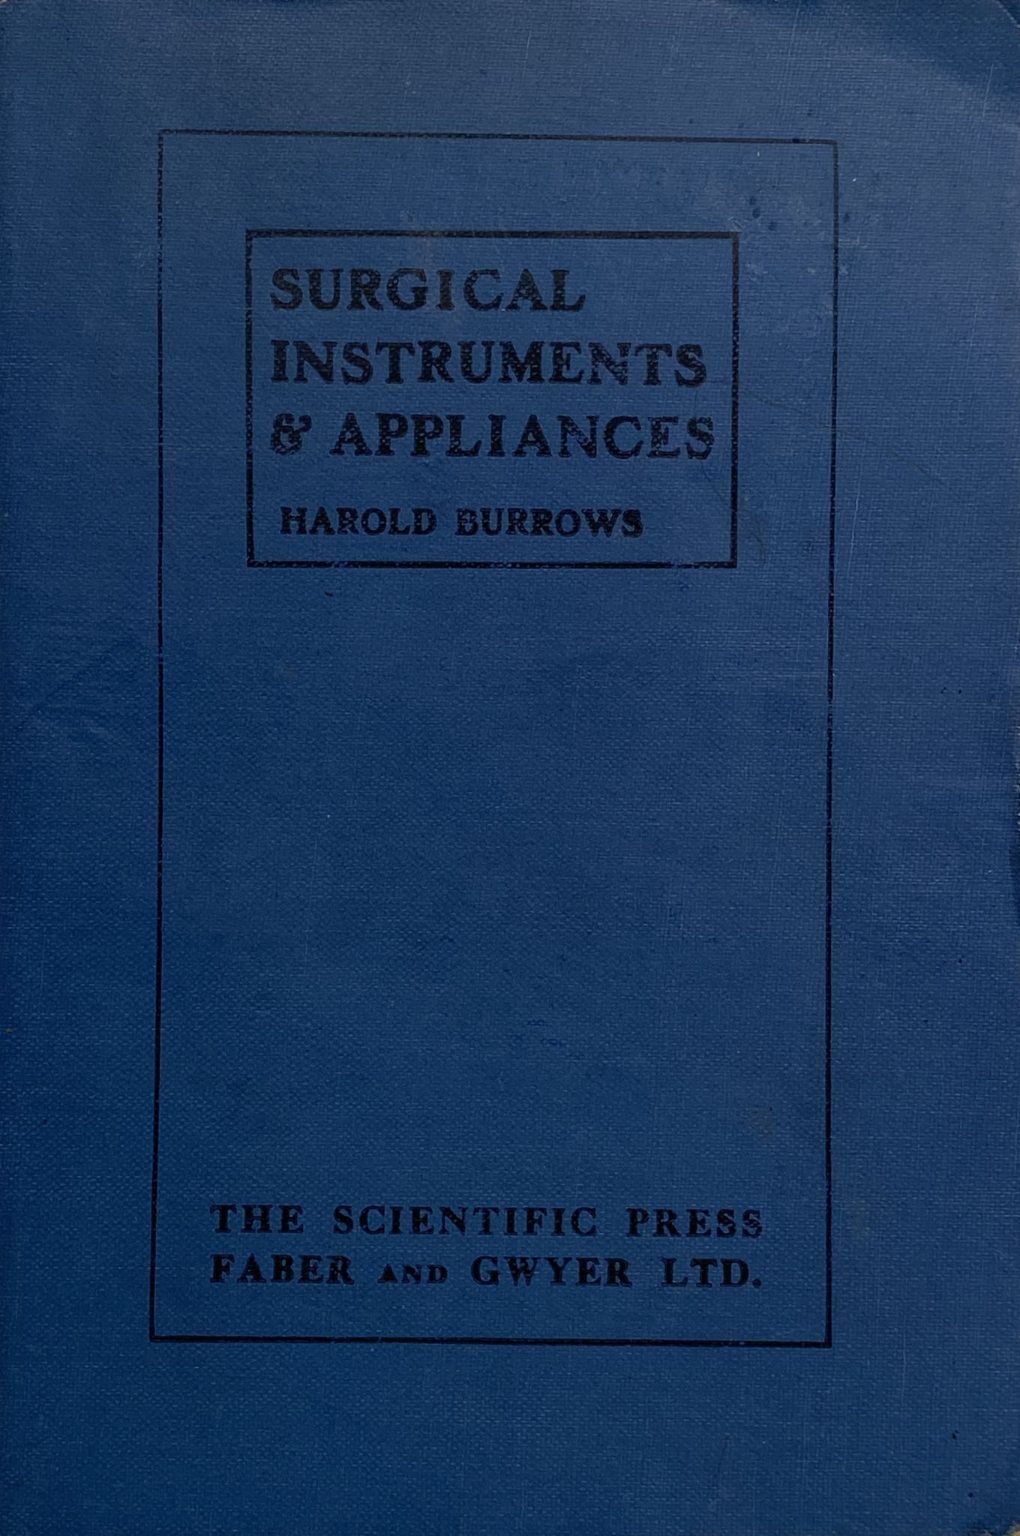 SURGICAL
INSTRUMENTS
& APPLIANCES
HAROLD BURROWS
THE SCIENTIFIC PRESS
FABER AND GWYER LTD.